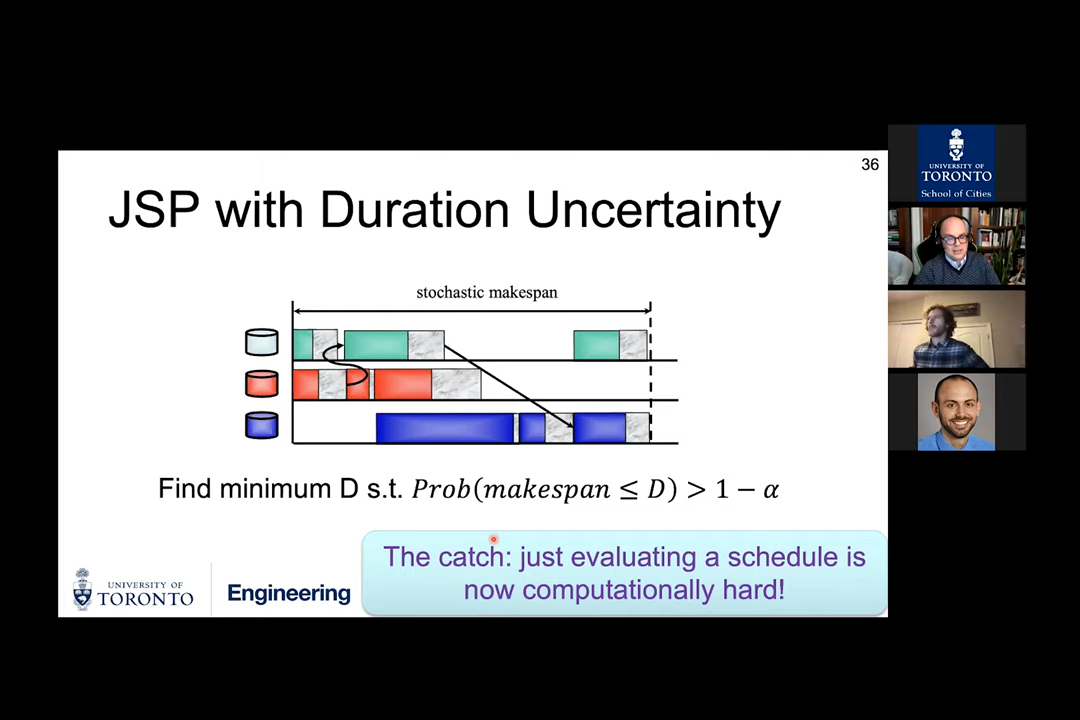 36
JSP with Duration Uncertainty
stochastic makespan
Find minimum D s.t. Prob(makespan ≤ D) > 1 − α
The catch: just evaluating a schedule is
now computationally hard!
UNIVERSITY OF
TORONTO
Engineering
UNIVERSITY OF
TORONTO
School of Cities